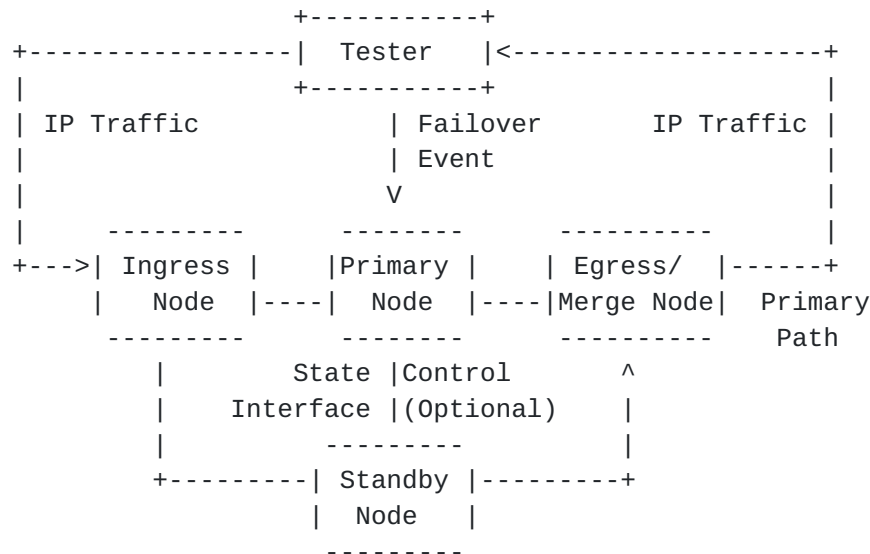 Tester
IP Traffic | Failover IP Traffic
| Event
V
Ingress | |Primary | | Egress/
Node |----| Node |----|Merge Node| Primary
Path
State |Control ^
Interface |(Optional)
Standby
Node